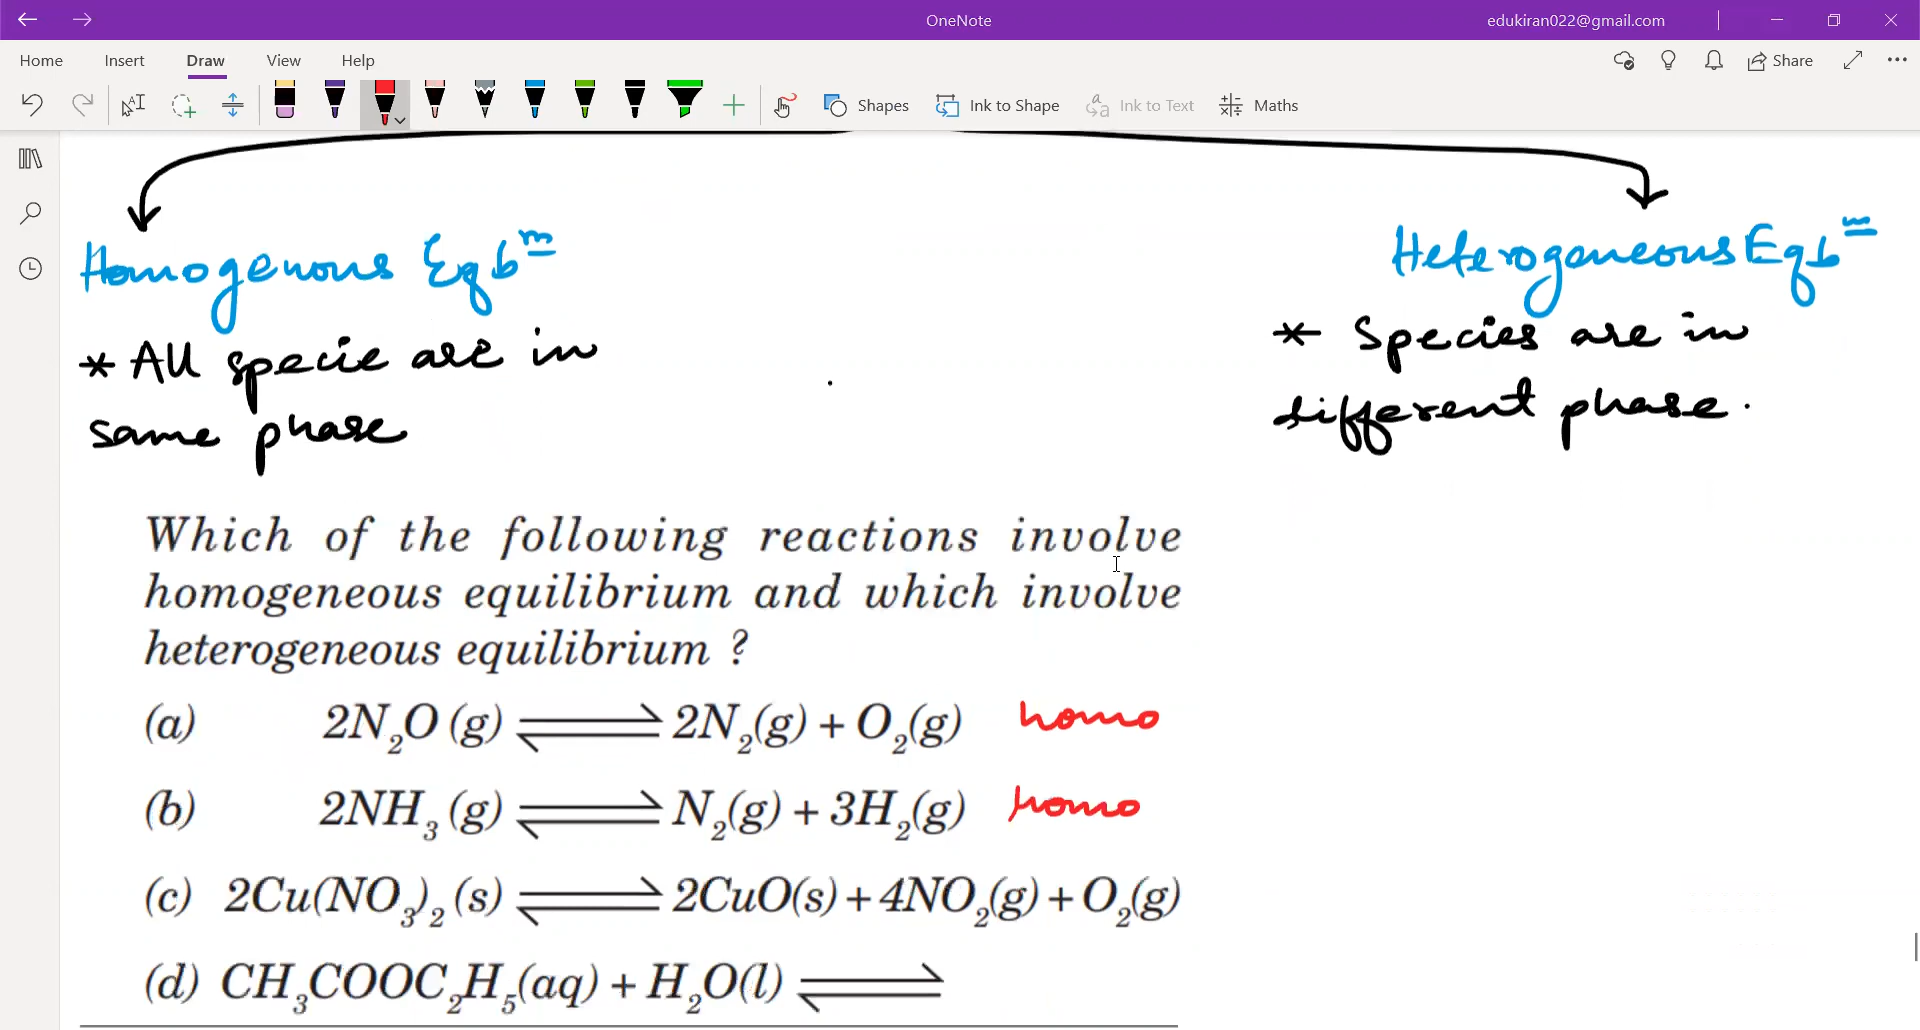 OneNote
edukiran022@gmail.com
Home Insert Draw View Help
Share
Shapes Ink to Shape Ink to Text Maths
Homogenous Eqbm
Heterogeneous Eqbm
* All specie are in
same phase
* Species are in
different phase.
Which of the following reactions involve
homogeneous equilibrium and which involve
heterogeneous equilibrium ?
(a) 2N₂O (g) ⇌ 2N₂(g) + O₂(g) homo
(b) 2NH₃ (g) ⇌ N₂(g) + 3H₂(g) homo
(c) 2Cu(NO₃)₂ (s) ⇌ 2CuO(s) + 4NO₂(g) + O₂(g)
(d) CH₃COOC₂H₅(aq) + H₂O(l) ⇌